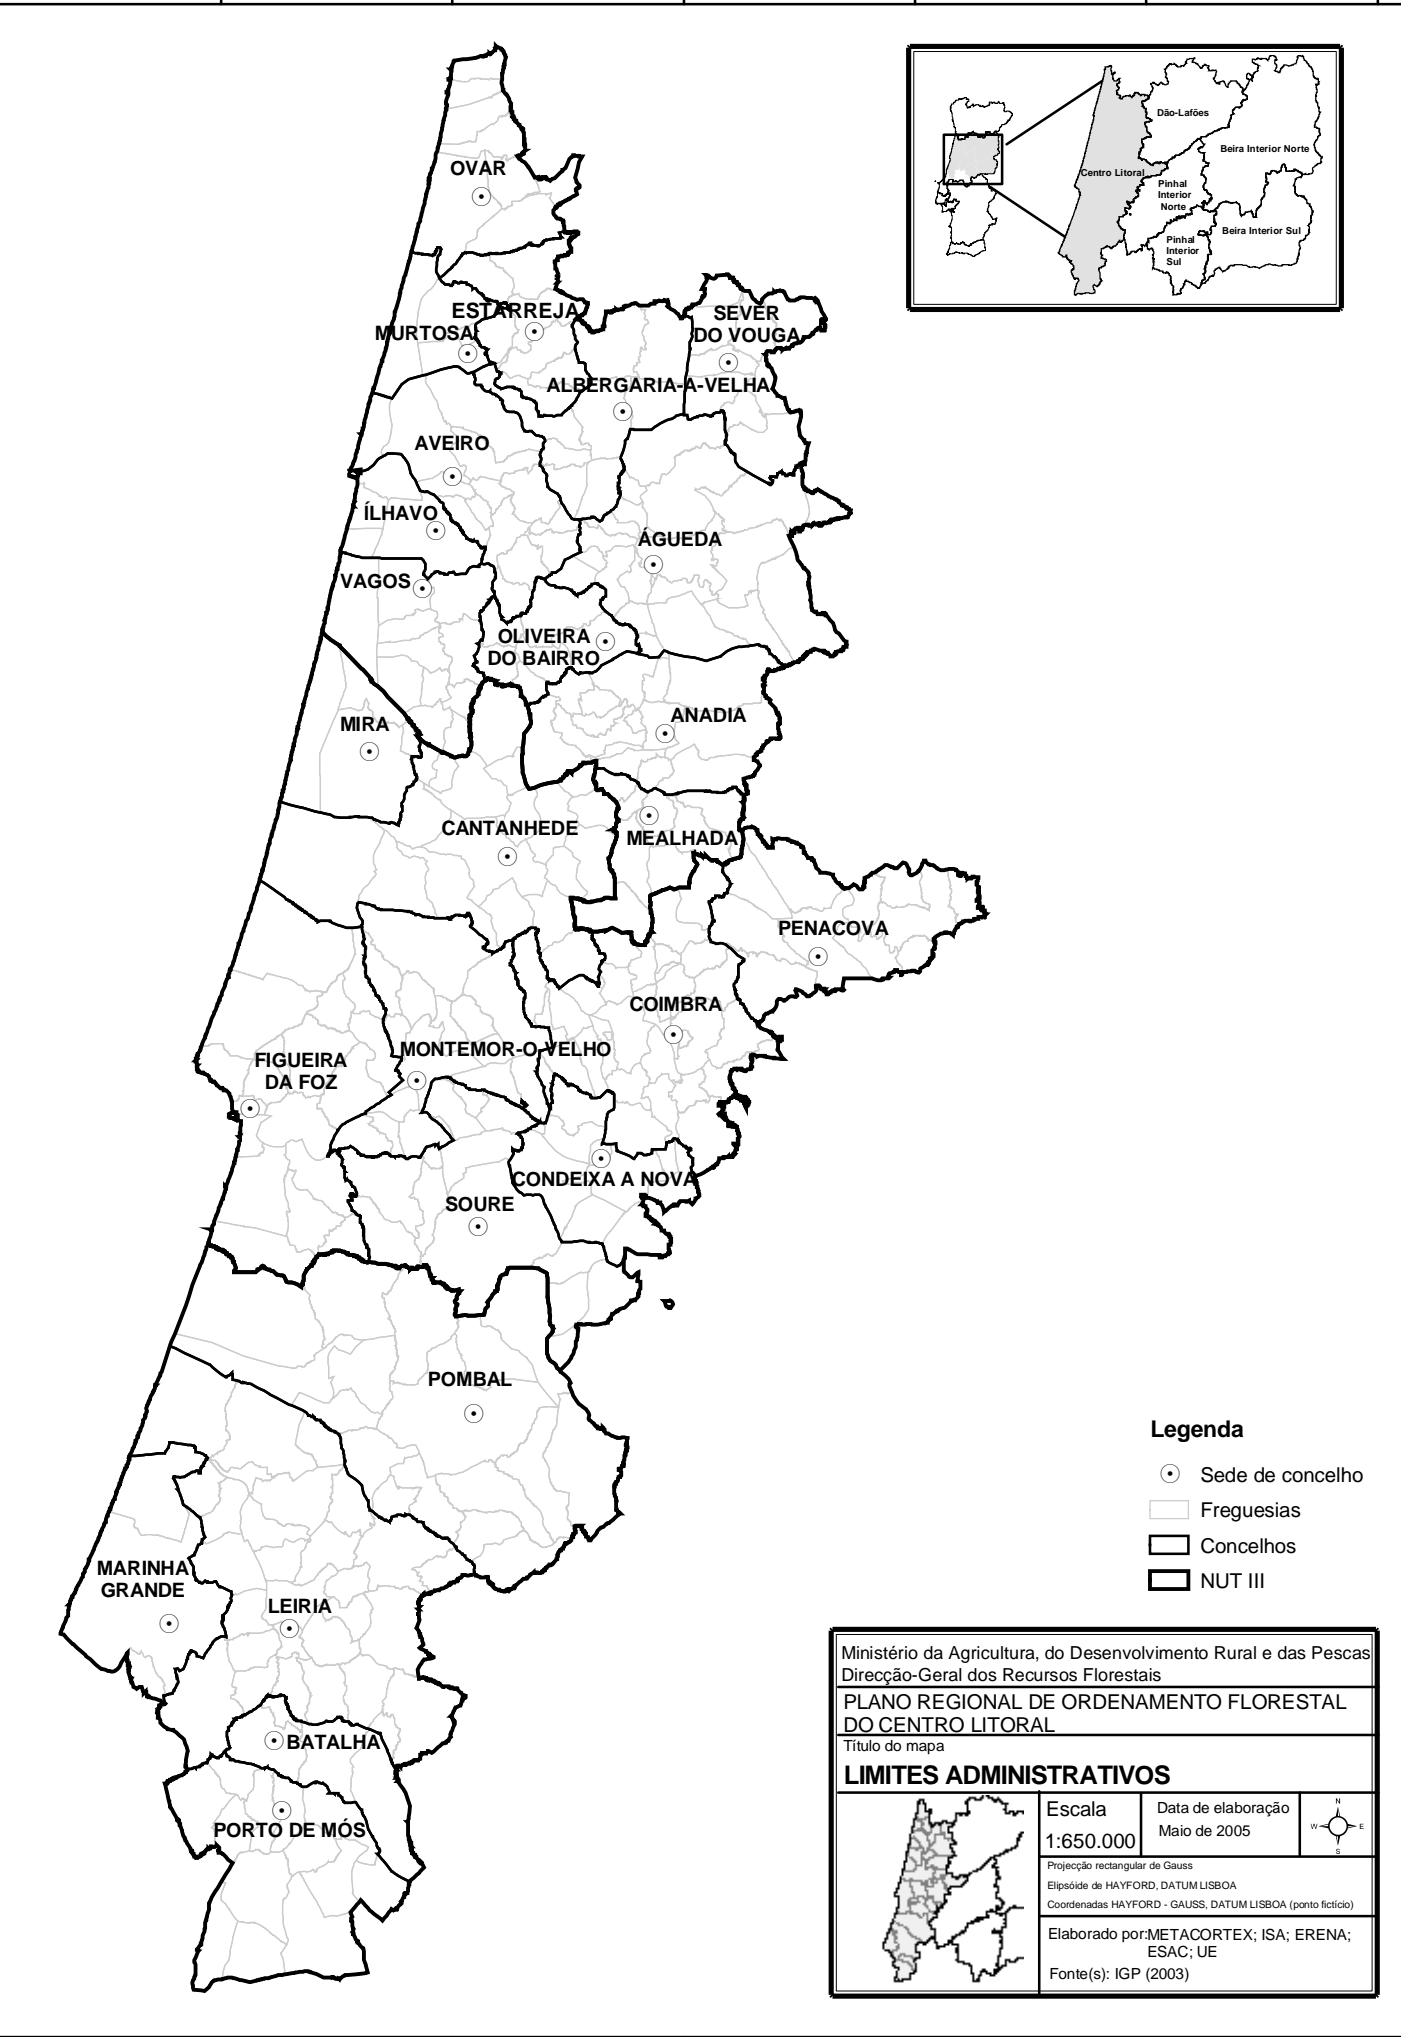 OVAR
ESTARREJA
MURTOSA
SEVER
DO VOUGA
ALBERGARIA-A-VELHA
AVEIRO
ÍLHAVO
ÁGUEDA
VAGOS
OLIVEIRA
DO BAIRRO
MIRA
ANADIA
CANTANHEDE
MEALHADA
PENACOVA
COIMBRA
MONTEMOR-O-VELHO
FIGUEIRA
DA FOZ
CONDEIXA A NOVA
SOURE
POMBAL
MARINHA
GRANDE
LEIRIA
BATALHA
PORTO DE MÓS
Dão-Lafões
Beira Interior Norte
Centro Litoral
Pinhal
Interior
Norte
Beira Interior Sul
Pinhal
Interior
Sul
Legenda
Sede de concelho
Freguesias
Concelhos
NUT III
Ministério da Agricultura, do Desenvolvimento Rural e das Pescas
Direcção-Geral dos Recursos Florestais
PLANO REGIONAL DE ORDENAMENTO FLORESTAL
DO CENTRO LITORAL
Título do mapa
LIMITES ADMINISTRATIVOS
Escala
1:650.000
Data de elaboração
Maio de 2005
N
W E
S
Projecção rectangular de Gauss
Elipsóide de HAYFORD, DATUM LISBOA
Coordenadas HAYFORD - GAUSS, DATUM LISBOA (ponto fictício)
Elaborado por:METACORTEX; ISA; ERENA;
ESAC; UE
Fonte(s): IGP (2003)